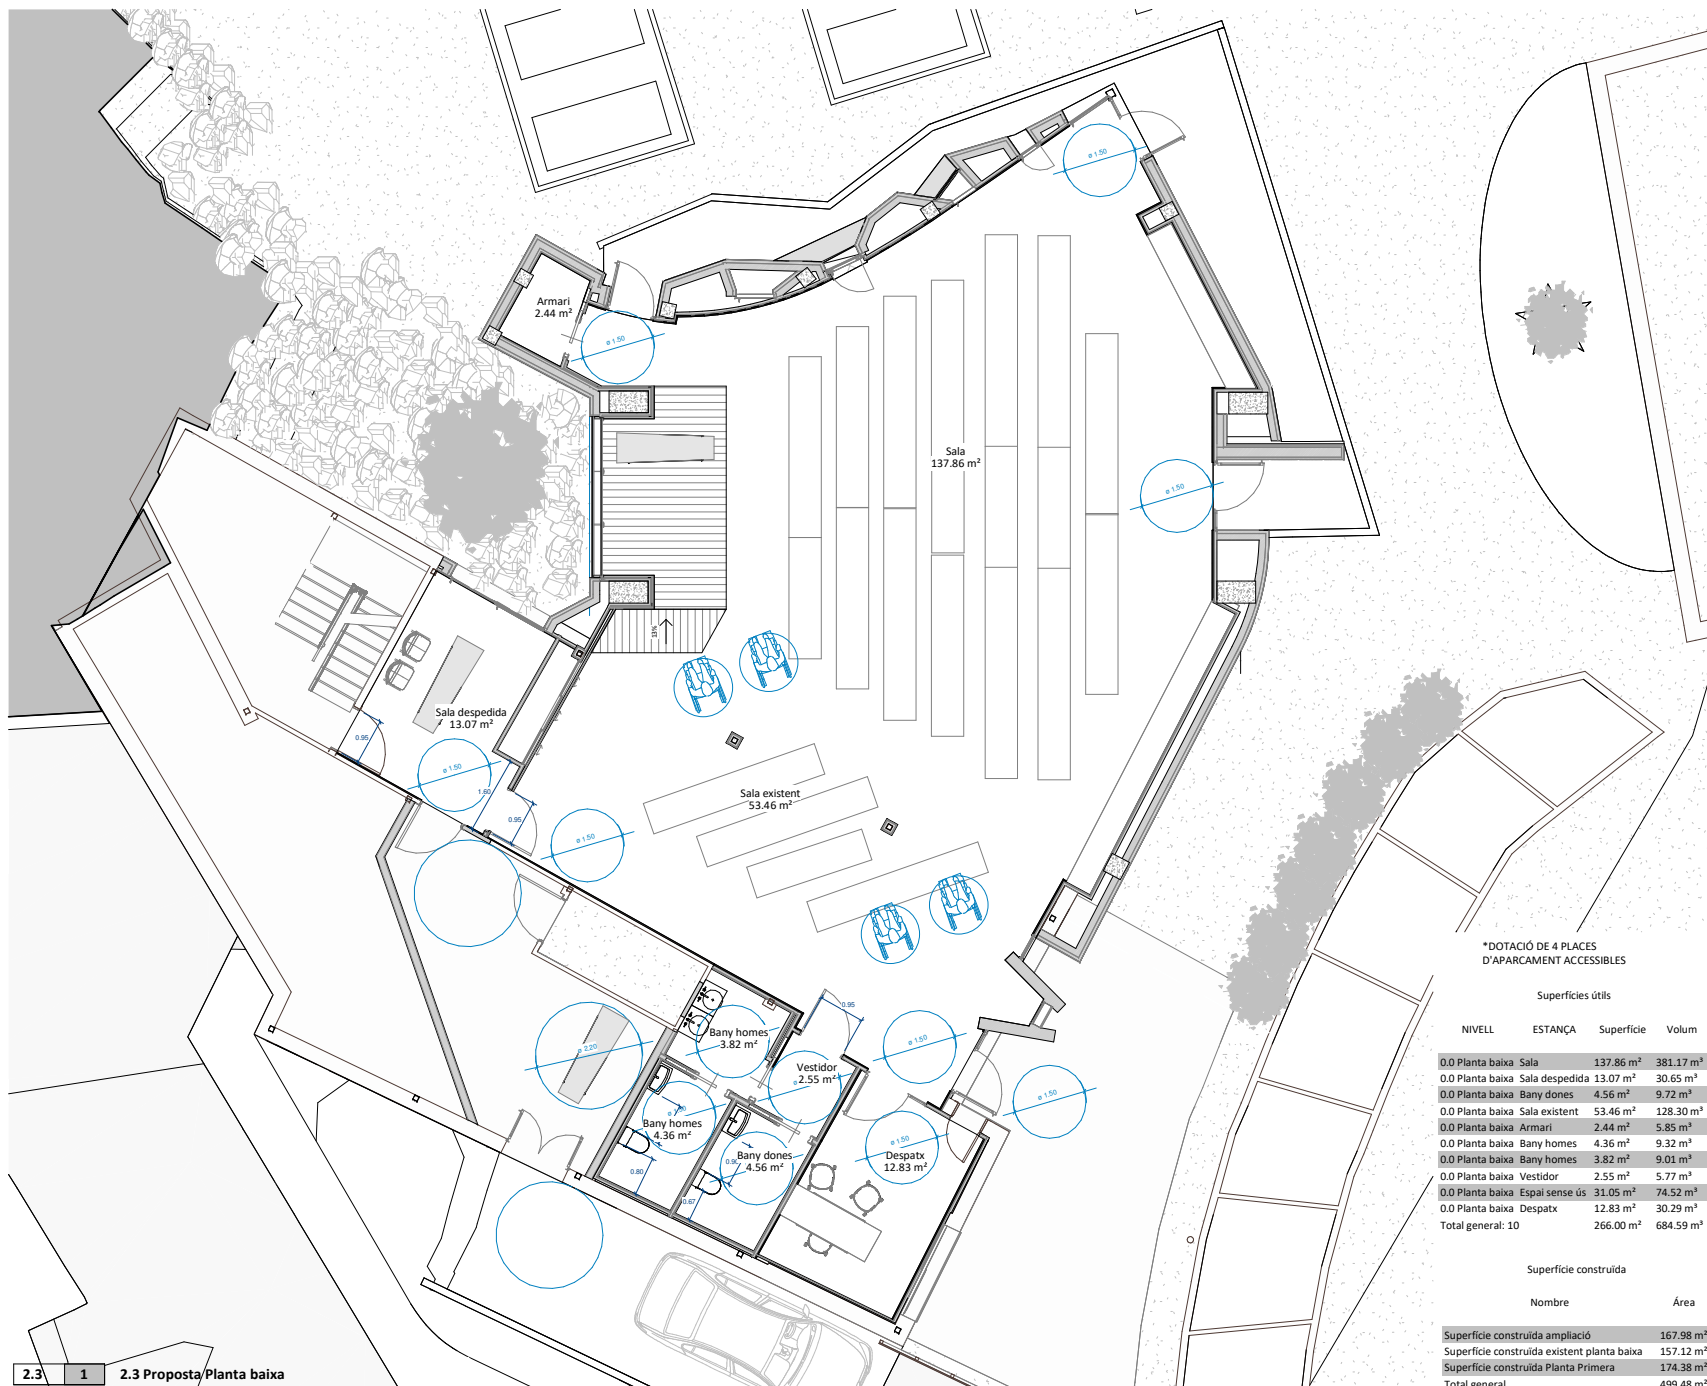 ø 1.50
Armari
2.44 m²
ø 1.50
Sala
137.86 m²
ø 1.50
13%
Sala despedida
13.07 m²
0.95
ø 1.50
1.60
0.95
ø 1.50
Sala existent
53.46 m²
0.95
ø 2.20
Bany homes
3.82 m²
Vestidor
2.55 m²
ø 1.50
ø 1.50
Bany homes
4.36 m²
0.80
Bany dones
4.56 m²
0.67
ø 1.50
Despatx
12.83 m²
*DOTACIÓ DE 4 PLACES
D'APARCAMENT ACCESSIBLES
Superfícies útils
NIVELL ESTANÇA Superfície Volum
0.0 Planta baixa Sala 137.86 m² 381.17 m³
0.0 Planta baixa Sala despedida 13.07 m² 30.65 m³
0.0 Planta baixa Bany dones 4.56 m² 9.72 m³
0.0 Planta baixa Sala existent 53.46 m² 128.30 m³
0.0 Planta baixa Armari 2.44 m² 5.85 m³
0.0 Planta baixa Bany homes 4.36 m² 9.32 m³
0.0 Planta baixa Bany homes 3.82 m² 9.01 m³
0.0 Planta baixa Vestidor 2.55 m² 5.77 m³
0.0 Planta baixa Espai sense ús 31.05 m² 74.52 m³
0.0 Planta baixa Despatx 12.83 m² 30.29 m³
Total general: 10 266.00 m² 684.59 m³
Superfície construïda
Nombre Área
Superfície construïda ampliació 167.98 m²
Superfície construïda existent planta baixa 157.12 m²
Superfície construïda Planta Primera 174.38 m²
Total general 499.48 m²
2.3 1 2.3 Proposta Planta baixa